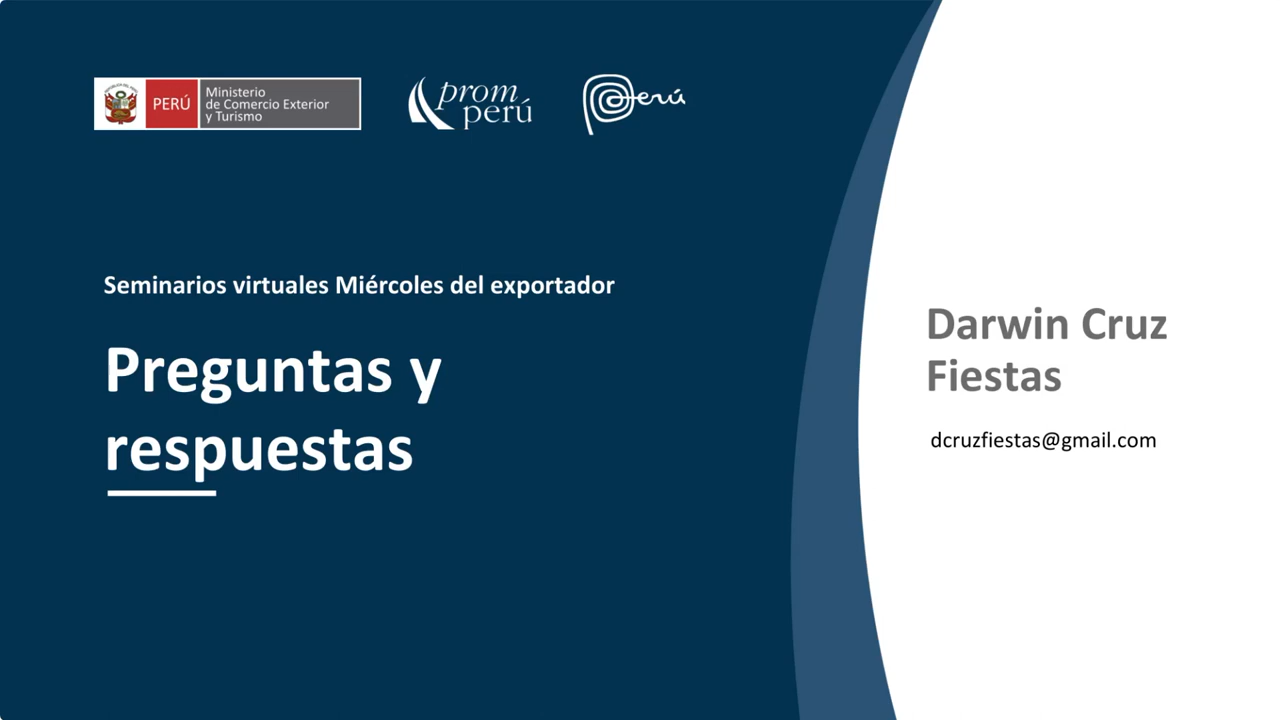 PERÚ
Ministerio
de Comercio Exterior
y Turismo
prom
perú
Perú
Seminarios virtuales Miércoles del exportador
Preguntas y
respuestas
Darwin Cruz
Fiestas
dcruzfiestas@gmail.com